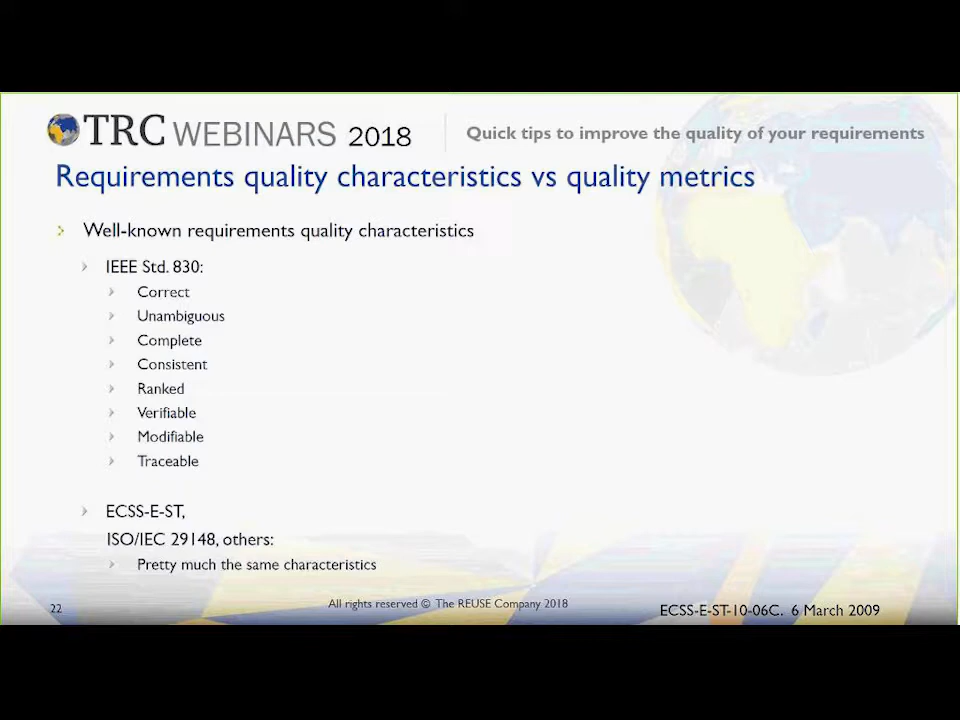 TRC WEBINARS 2018
Quick tips to improve the quality of your requirements
Requirements quality characteristics vs quality metrics
Well-known requirements quality characteristics
IEEE Std. 830:
Correct
Unambiguous
Complete
Consistent
Ranked
Verifiable
Modifiable
Traceable
ECSS-E-ST,
ISO/IEC 29148, others:
Pretty much the same characteristics
22
All rights reserved © The REUSE Company 2018
ECSS-E-ST-10-06C. 6 March 2009